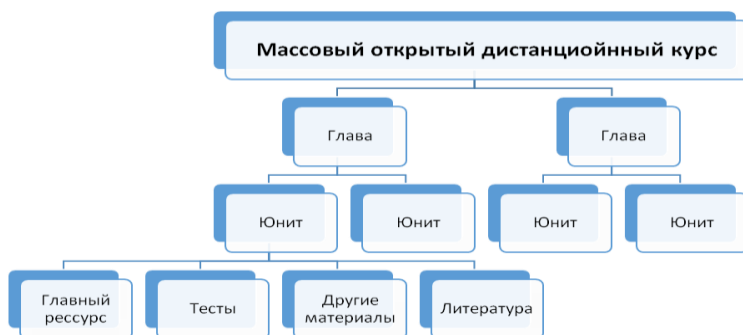 Массовый открытый дистанциойнный курс
Глава
Глава
Юнит
Юнит
Юнит
Юнит
Главный
рессурс
Тесты
Другие
материалы
Литература